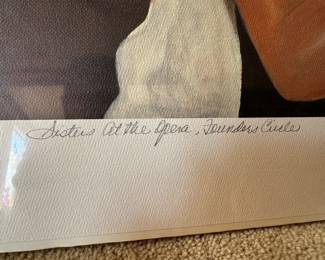 Sisters At the Opera, Founders Circle